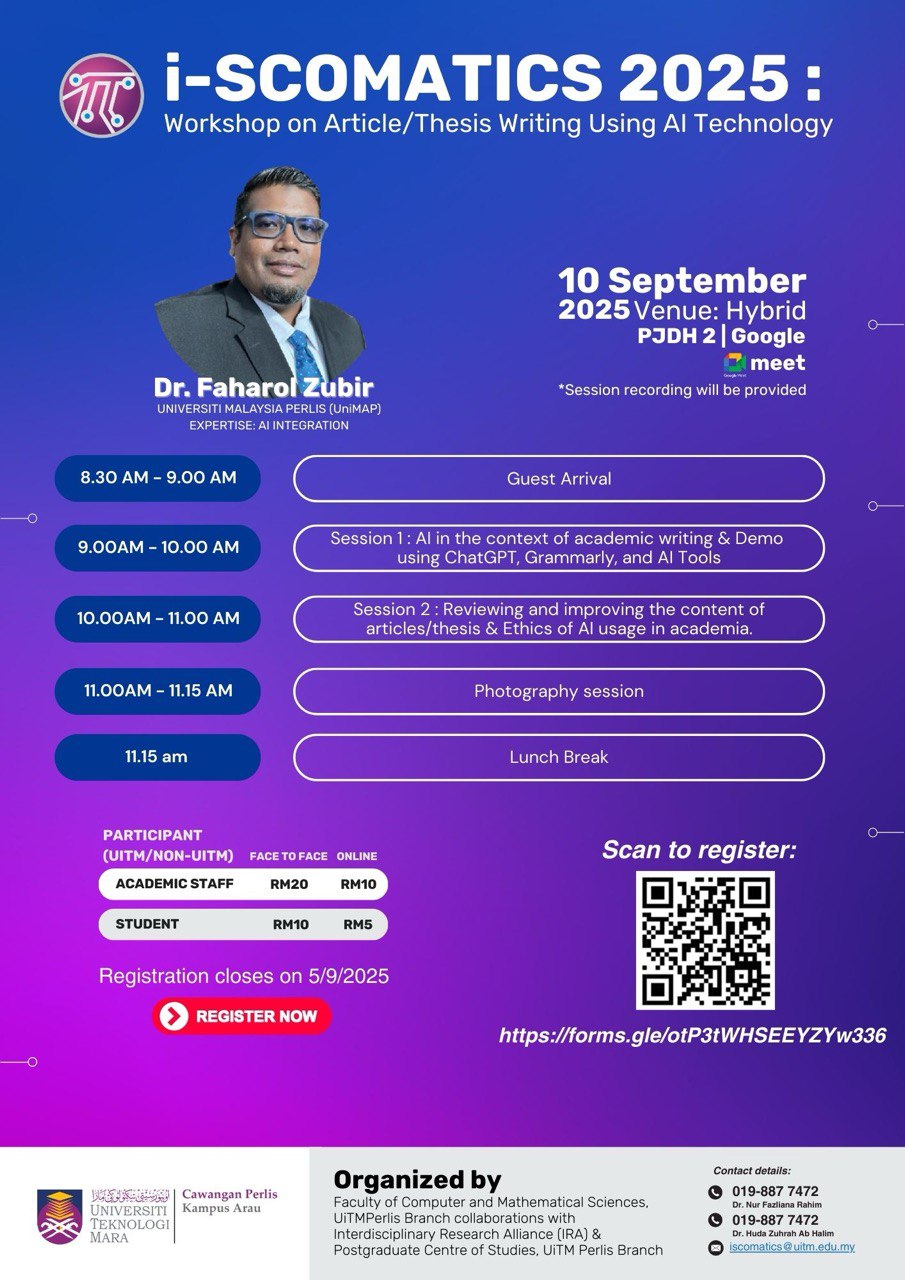 i-SCOMATICS 2025 :
Workshop on Article/Thesis Writing Using AI Technology
10 September
2025 Venue: Hybrid
PJDH 2 | Google
meet
*Session recording will be provided
Dr. Faharol Zubir
UNIVERSITI MALAYSIA PERLIS (UniMAP)
EXPERTISE: AI INTEGRATION
8.30 AM – 9.00 AM
Guest Arrival
9.00AM – 10.00 AM
Session 1 : AI in the context of academic writing & Demo
using ChatGPT, Grammarly, and AI Tools
10.00AM – 11.00 AM
Session 2 : Reviewing and improving the content of
articles/thesis & Ethics of AI usage in academia.
11.00AM – 11.15 AM
Photography session
11.15 am
Lunch Break
PARTICIPANT
(UITM/NON-UITM) FACE TO FACE ONLINE
ACADEMIC STAFF RM20 RM10
STUDENT RM10 RM5
Registration closes on 5/9/2025
REGISTER NOW
Scan to register:
https://forms.gle/otP3tWHSEEYZYw336
UNIVERSITI
TEKNOLOGI
MARA
Cawangan Perlis
Kampus Arau
Organized by
Faculty of Computer and Mathematical Sciences,
UiTMPerlis Branch collaborations with
Interdisciplinary Research Alliance (IRA) &
Postgraduate Centre of Studies, UiTM Perlis Branch
Contact details:
019-887 7472
Dr. Nur Fazliana Rahim
019-887 7472
Dr. Huda Zuhrah Ab Halim
iscomatics@uitm.edu.my